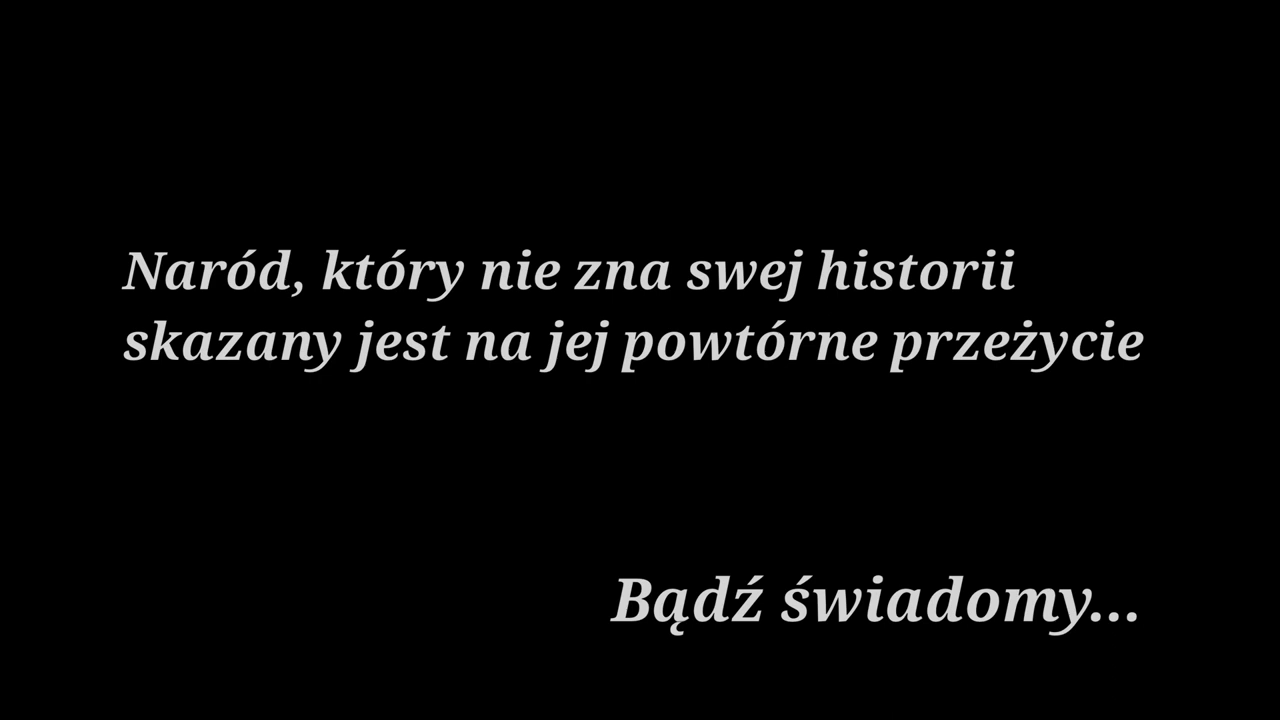 Naród, który nie zna swej historii
skazany jest na jej powtórne przeżycie
Bądź świadomy...